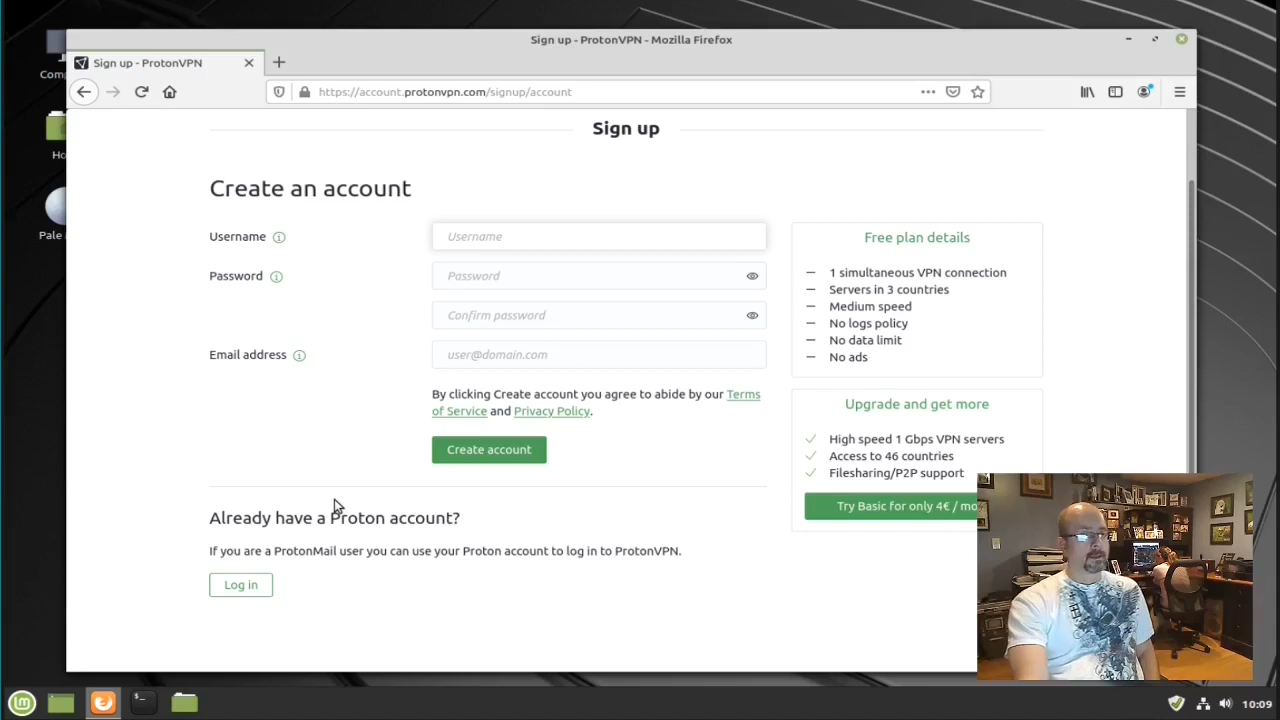 Sign up - ProtonVPN - Mozilla Firefox
Sign up - ProtonVPN
https://account.protonvpn.com/signup/account
Sign up
Create an account
Username
Username
Password
Password
Confirm password
Email address
user@domain.com
By clicking Create account you agree to abide by our Terms
of Service and Privacy Policy.
Create account
Already have a Proton account?
If you are a ProtonMail user you can use your Proton account to log in to ProtonVPN.
Log in
Free plan details
1 simultaneous VPN connection
Servers in 3 countries
Medium speed
No logs policy
No data limit
No ads
Upgrade and get more
High speed 1 Gbps VPN servers
Access to 46 countries
Filesharing/P2P support
Try Basic for only 4€ / mo
Com
Ho
Pale
10:09